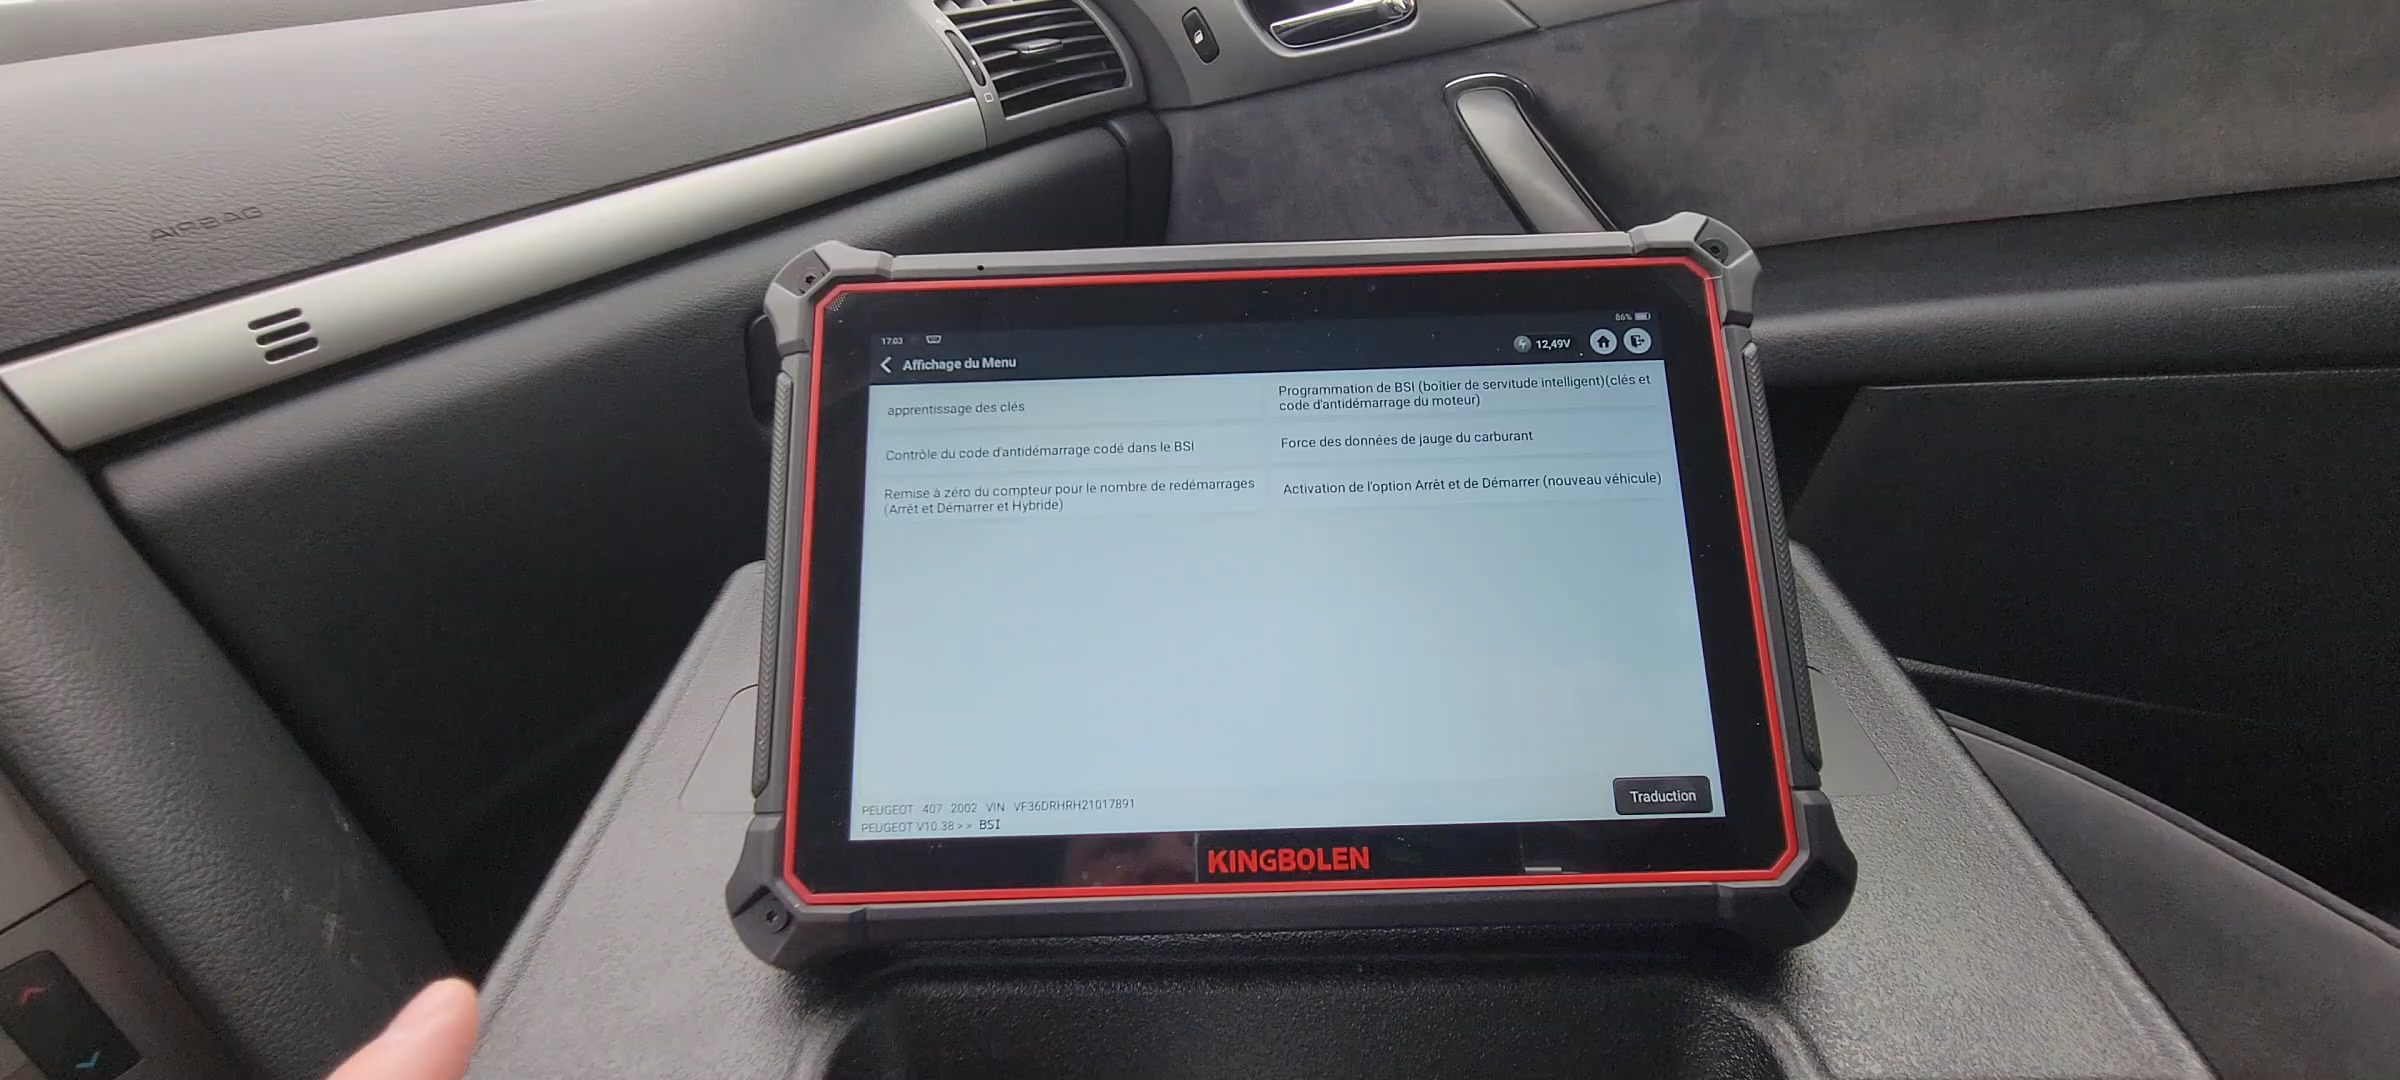 AIRBAG
17:03
86%
12,49V
Affichage du Menu
apprentissage des clés
Programmation de BSI (boîtier de servitude intelligent)(clés et
code d'antidémarrage du moteur)
Contrôle du code d'antidémarrage codé dans le BSI
Force des données de jauge du carburant
Remise à zéro du compteur pour le nombre de redémarrages
(Arrêt et Démarrer et Hybride)
Activation de l'option Arrêt et de Démarrer (nouveau véhicule)
PEUGEOT 407 2002 VIN VF36DRHRH21017891
PEUGEOT V10.38 >> BSI
Traduction
KINGBOLEN